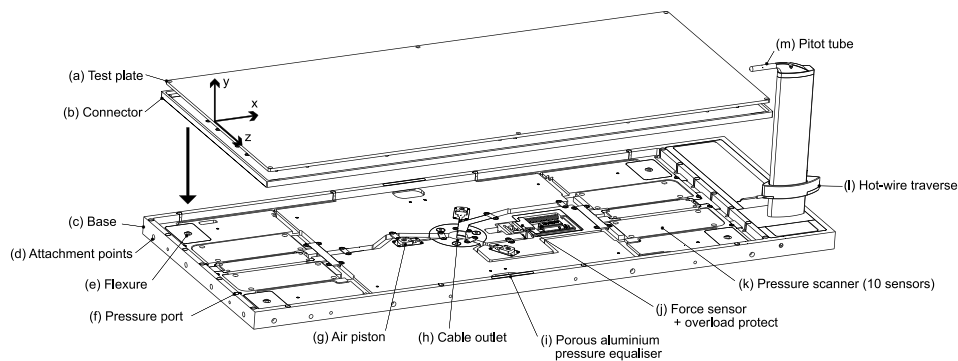 (m) Pitot tube
(a) Test plate
y
x
(b) Connector
z
(l) Hot-wire traverse
(c) Base
(d) Attachment points
(e) Flexure
(k) Pressure scanner (10 sensors)
(f) Pressure port
(j) Force sensor
+ overload protect
(g) Air piston
(h) Cable outlet
(i) Porous aluminium
pressure equaliser